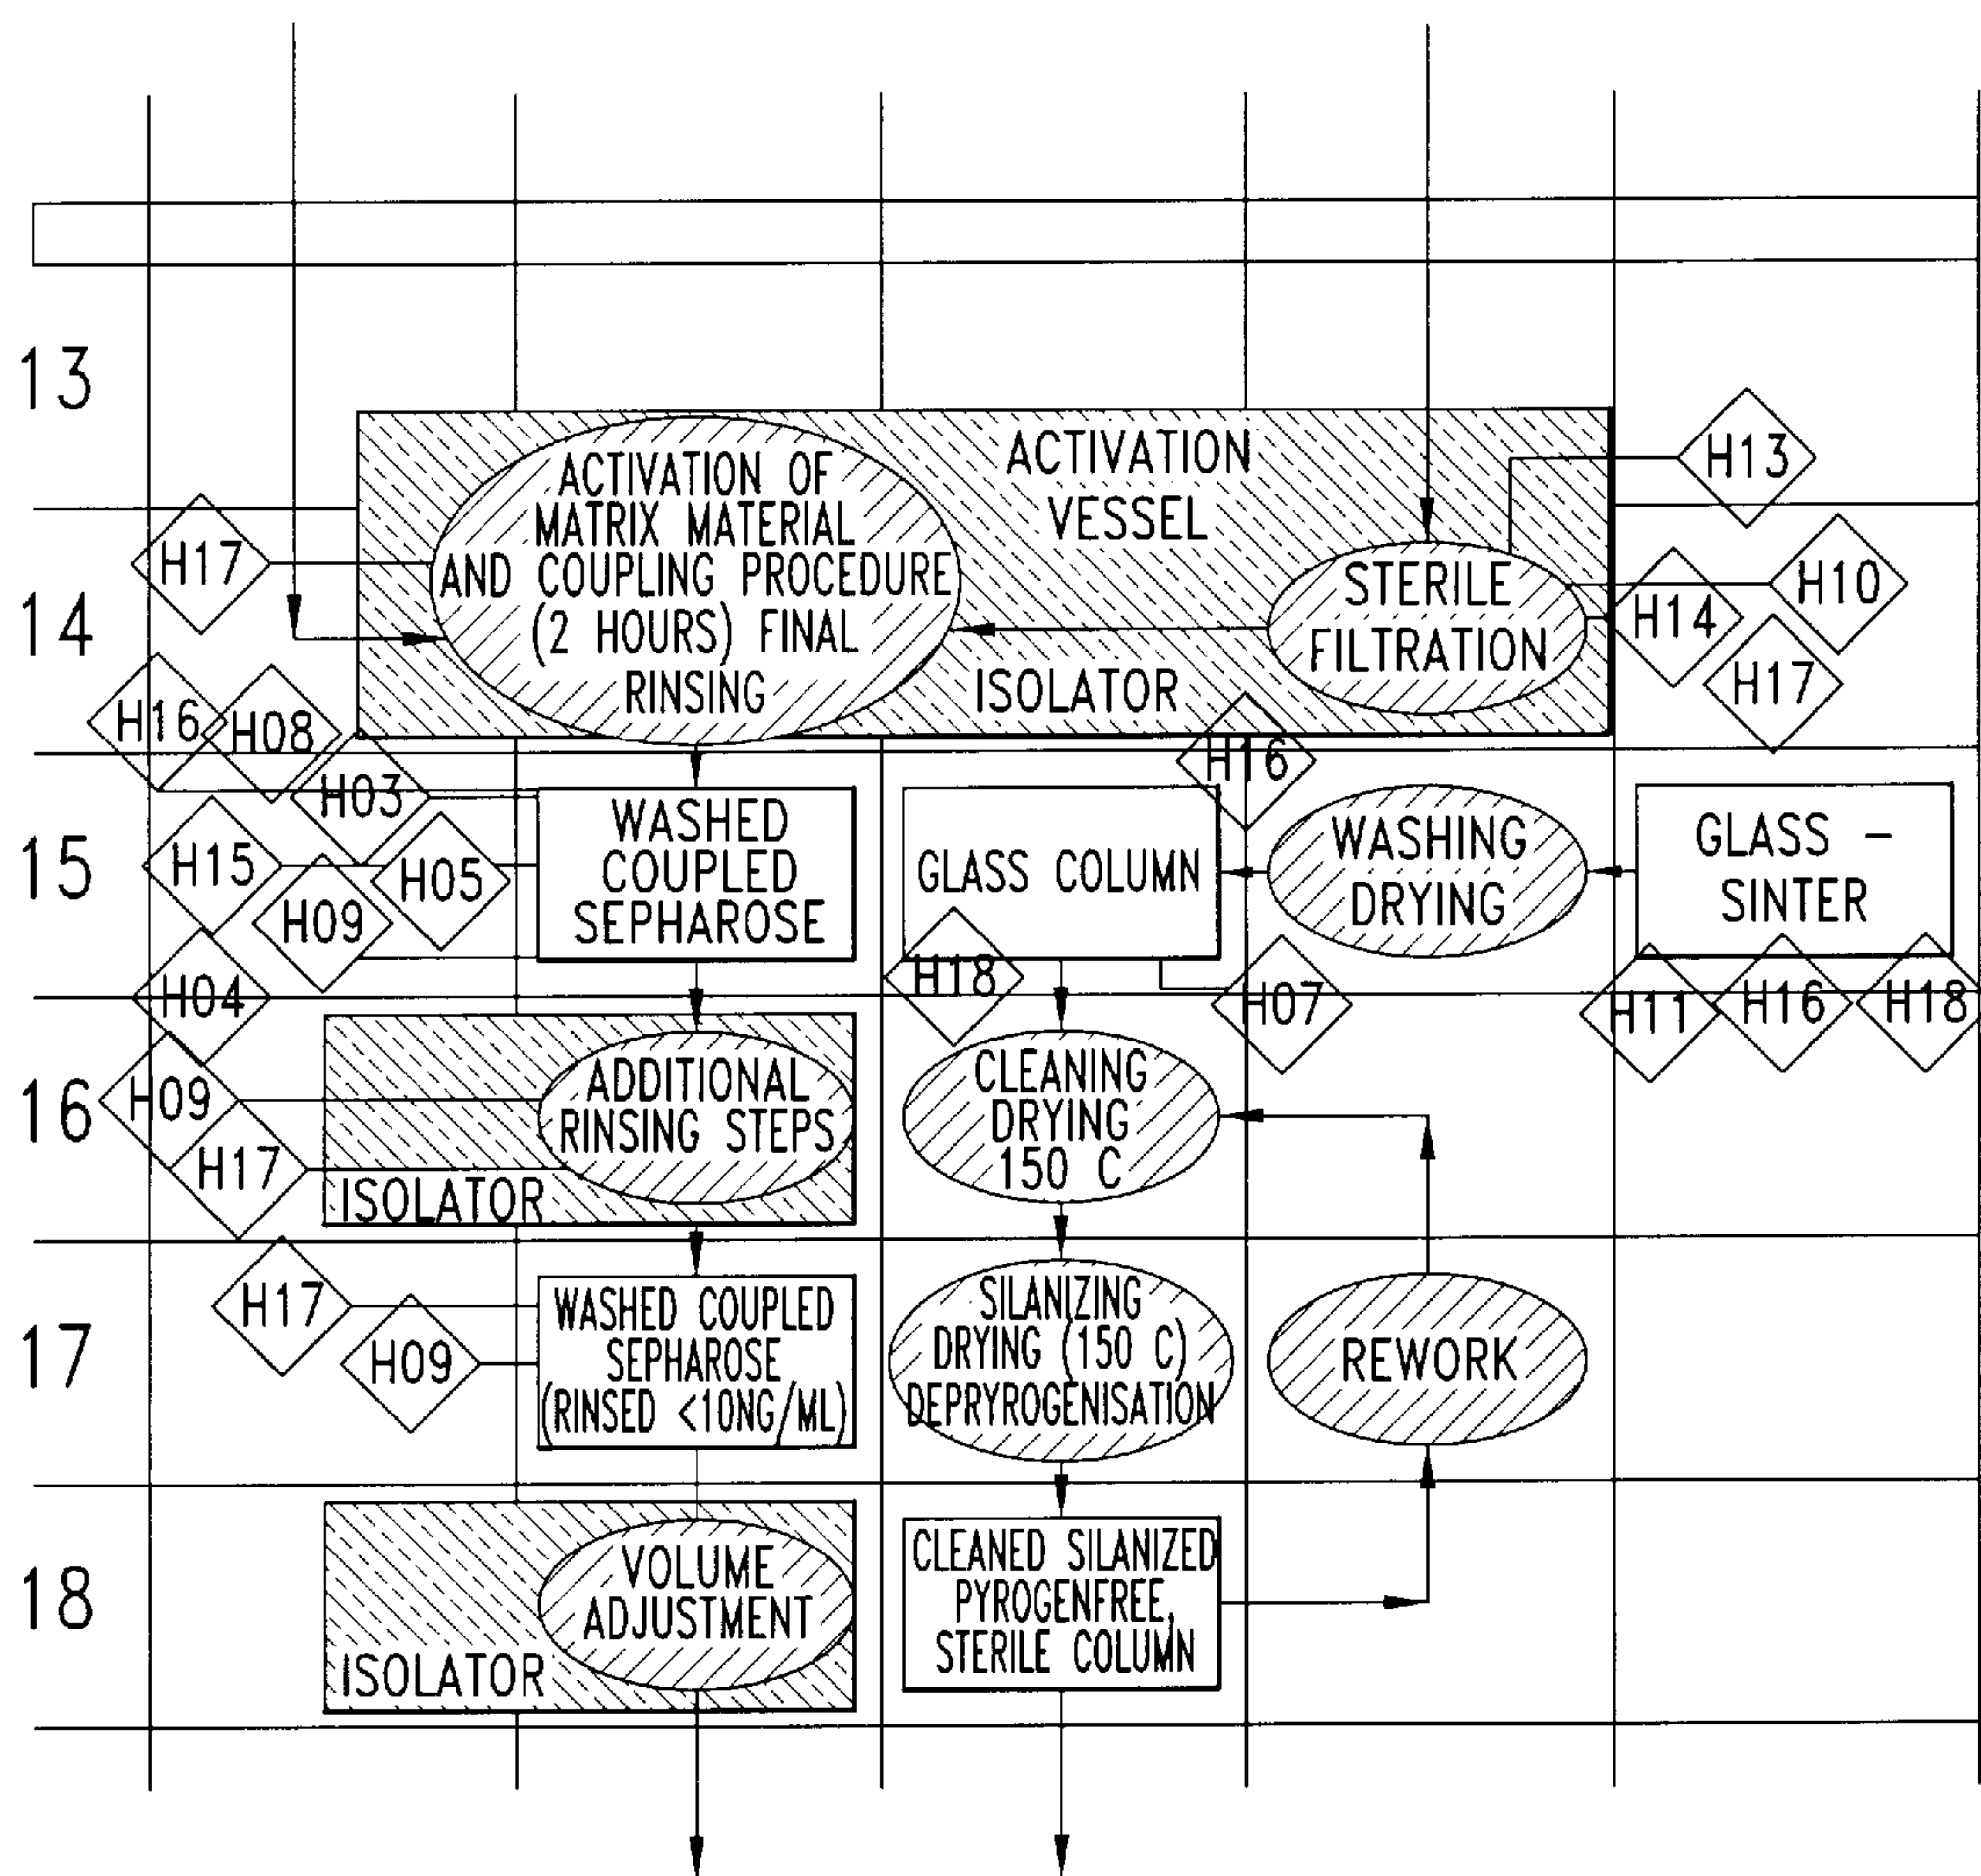 13
ACTIVATION OF
MATRIX MATERIAL
AND COUPLING PROCEDURE
(2 HOURS) FINAL
RINSING
ACTIVATION
VESSEL
ISOLATOR
STERILE
FILTRATION
H13
H17
14
H10
H14
H17
H16
H08
H03
H16
15
H15
H05
H09
WASHED
COUPLED
SEPHAROSE
GLASS COLUMN
WASHING
DRYING
GLASS -
SINTER
H04
H18
H07
H11
H16
H18
16
H09
H17
ADDITIONAL
RINSING STEPS
ISOLATOR
CLEANING
DRYING
150 C
17
H17
H09
WASHED COUPLED
SEPHAROSE
(RINSED <10NG/ML)
SILANIZING
DRYING (150 C)
DEPRYROGENISATION
REWORK
18
VOLUME
ADJUSTMENT
ISOLATOR
CLEANED SILANIZED
PYROGENFREE,
STERILE COLUMN